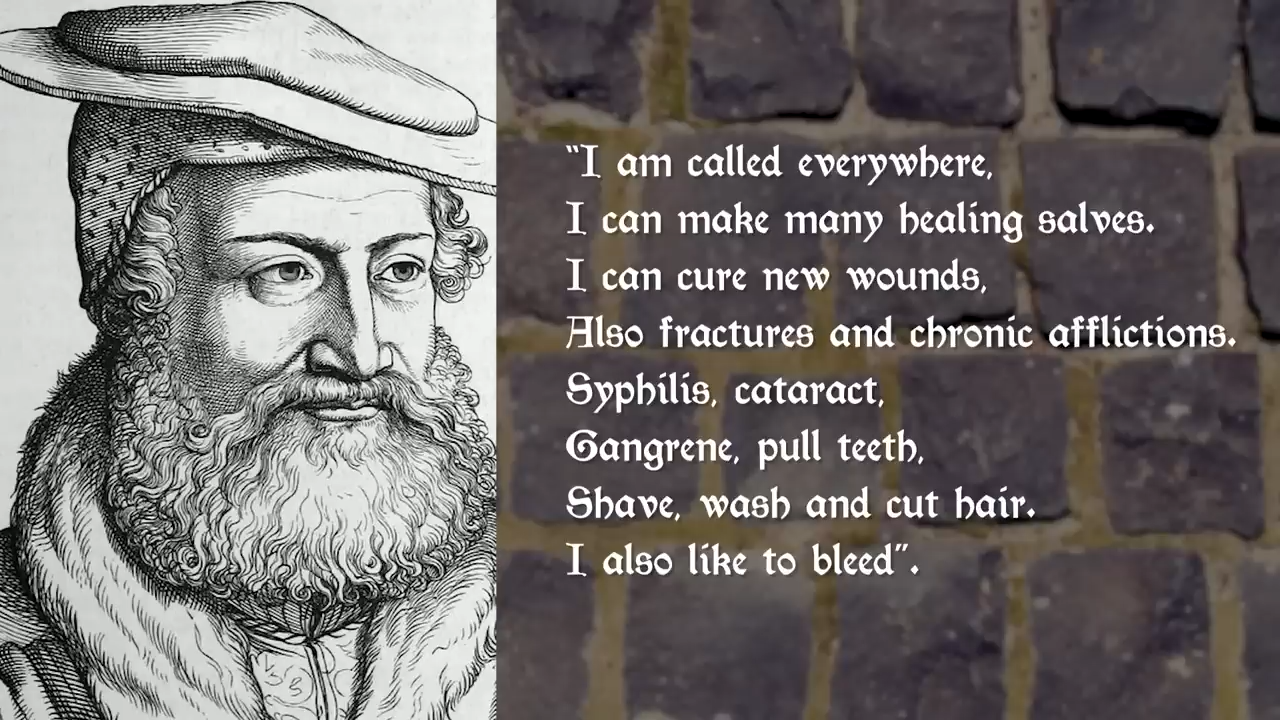 “I am called everywhere,
I can make many healing salves.
I can cure new wounds,
Also fractures and chronic afflictions.
Syphilis, cataract,
Gangrene, pull teeth,
Shave, wash and cut hair.
I also like to bleed”.